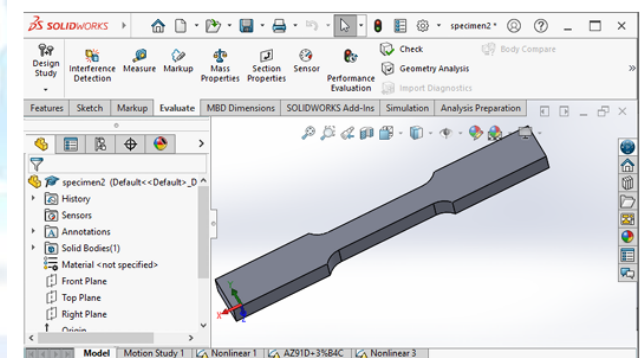 SOLIDWORKS specimen2 *
Design Study
Interference Detection
Measure
Markup
Mass Properties
Section Properties
Sensor
Performance Evaluation
Check
Geometry Analysis
Import Diagnostics
Body Compare
Features Sketch Markup Evaluate MBD Dimensions SOLIDWORKS Add-Ins Simulation Analysis Preparation
specimen2 (Default<<Default>_D
History
Sensors
Annotations
Solid Bodies(1)
Material <not specified>
Front Plane
Top Plane
Right Plane
Origin
Y
X
Z
Model Motion Study 1 Nonlinear 1 AZ91D+3%B4C Nonlinear 3